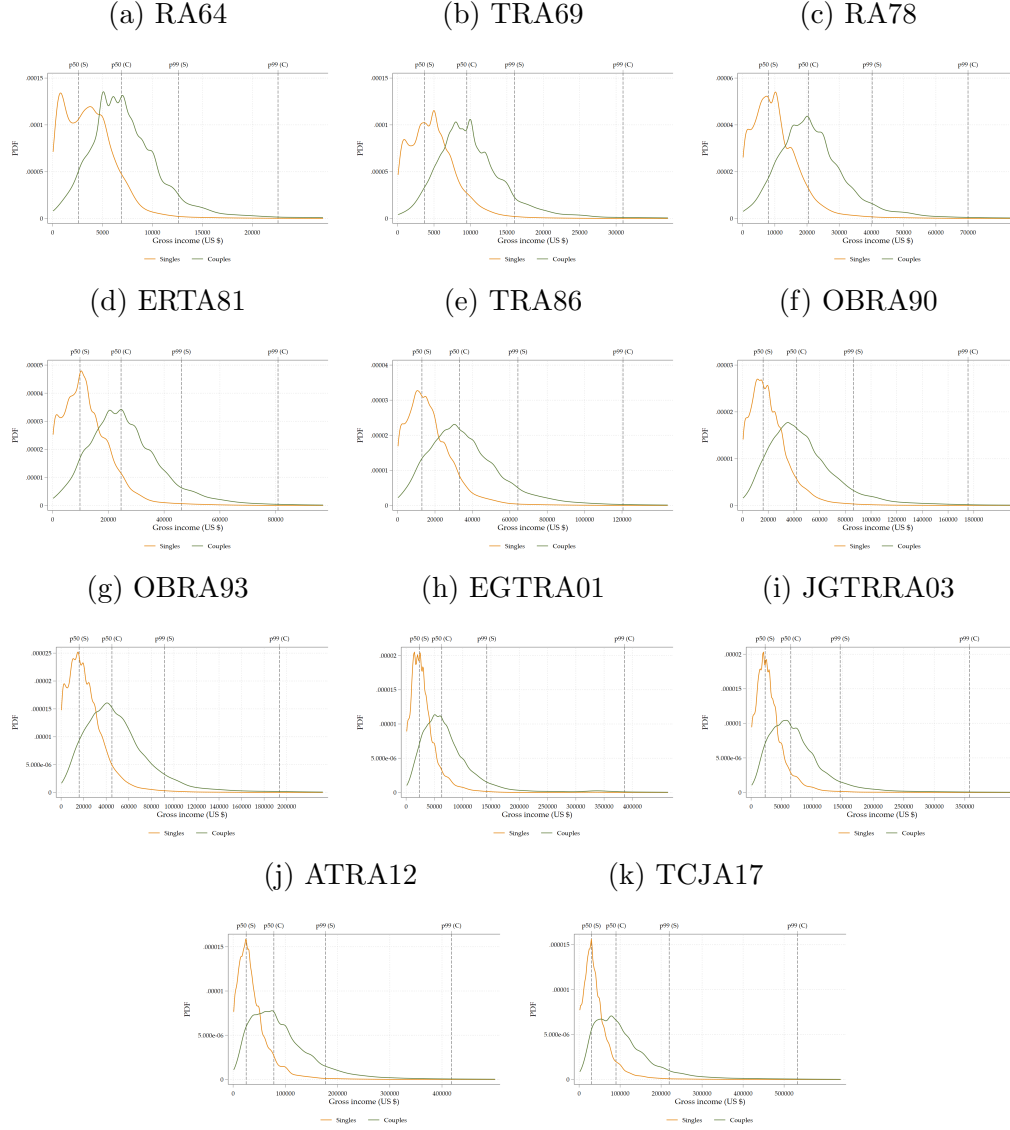 (a) RA64
(b) TRA69
(c) RA78
p50 (S) p50 (C) p99 (S) p99 (C)
p50 (S) p50 (C) p99 (S) p99 (C)
p50 (S) p50 (C) p99 (S) p99 (C)
PDF
.00015
.0001
.00005
0
0 5000 10000 15000 20000
Gross income (US $)
Singles Couples
PDF
.00015
.0001
.00005
0
0 5000 10000 15000 20000 25000 30000
Gross income (US $)
Singles Couples
PDF
.00006
.00004
.00002
0
0 10000 20000 30000 40000 50000 60000 70000
Gross income (US $)
Singles Couples
(d) ERTA81
(e) TRA86
(f) OBRA90
p50 (S) p50 (C) p99 (S) p99 (C)
p50 (S) p50 (C) p99 (S) p99 (C)
p50 (S) p50 (C) p99 (S) p99 (C)
PDF
.00005
.00004
.00003
.00002
.00001
0
0 20000 40000 60000 80000
Gross income (US $)
Singles Couples
PDF
.00004
.00003
.00002
.00001
0
0 20000 40000 60000 80000 100000 120000
Gross income (US $)
Singles Couples
PDF
.00003
.00002
.00001
0
0 20000 40000 60000 80000 100000 120000 140000 160000 180000
Gross income (US $)
Singles Couples
(g) OBRA93
(h) EGTRA01
(i) JGTRRA03
p50 (S) p50 (C) p99 (S) p99 (C)
p50 (S) p50 (C) p99 (S) p99 (C)
p50 (S) p50 (C) p99 (S) p99 (C)
PDF
.000025
.00002
.000015
.00001
5.000e-06
0
0 20000 40000 60000 80000 100000 120000 140000 160000 180000 200000
Gross income (US $)
Singles Couples
PDF
.00002
.000015
.00001
5.000e-06
0
0 50000 100000 150000 200000 250000 300000 350000 400000
Gross income (US $)
Singles Couples
PDF
.00002
.000015
.00001
5.000e-06
0
0 50000 100000 150000 200000 250000 300000 350000
Gross income (US $)
Singles Couples
(j) ATRA12
(k) TCJA17
p50 (S) p50 (C) p99 (S) p99 (C)
p50 (S) p50 (C) p99 (S) p99 (C)
PDF
.000015
.00001
5.000e-06
0
0 100000 200000 300000 400000
Gross income (US $)
Singles Couples
PDF
.000015
.00001
5.000e-06
0
0 100000 200000 300000 400000 500000
Gross income (US $)
Singles Couples